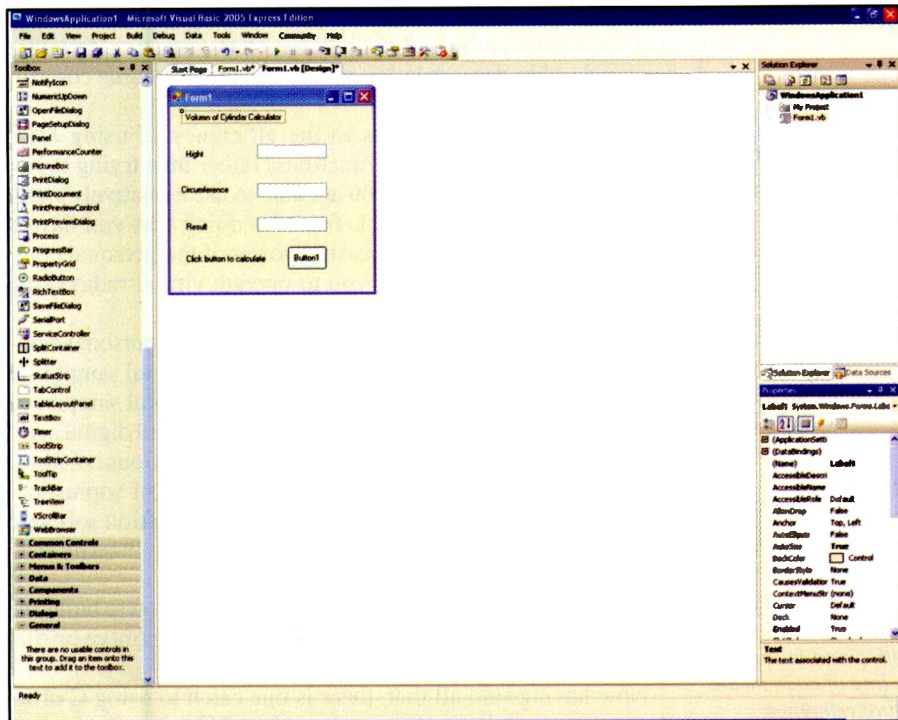 WindowsApplication1 - Microsoft Visual Basic 2005 Express Edition
File Edit View Project Build Debug Data Tools Window Community Help
Toolbox
NotifyIcon
NumericUpDown
OpenFileDialog
PageSetupDialog
Panel
PerformanceCounter
PictureBox
PrintDialog
PrintDocument
PrintPreviewControl
PrintPreviewDialog
Process
ProgressBar
PropertyGrid
RadioButton
RichTextBox
SaveFileDialog
SerialPort
ServiceController
SplitContainer
Splitter
StatusStrip
TabControl
TableLayoutPanel
TextBox
Timer
ToolStrip
ToolStripContainer
ToolTip
TrackBar
TreeView
VScrollBar
WebBrowser
Common Controls
Containers
Menus & Toolbars
Data
Components
Printing
Dialogs
General
There are no usable controls in
this group. Drag an item onto this
text to add it to the toolbox.
Start Page Form1.vb* Form1.vb [Design]*
Form1
Volumn of Cylinder Calculator
Hight
Circumference
Result
Click button to calculate Button1
Solution Explorer
WindowsApplication1
My Project
Form1.vb
Solution Explorer Data Sources
Properties
Label1 System.Windows.Forms.Labe
(ApplicationSetti
(DataBindings)
(Name) Label1
AccessibleDescri
AccessibleName
AccessibleRole Default
AllowDrop False
Anchor Top, Left
AutoEllipsis False
AutoSize True
BackColor Control
BorderStyle None
CausesValidation True
ContextMenuStr (none)
Cursor Default
Dock None
Enabled True
Text
The text associated with the control.
Ready